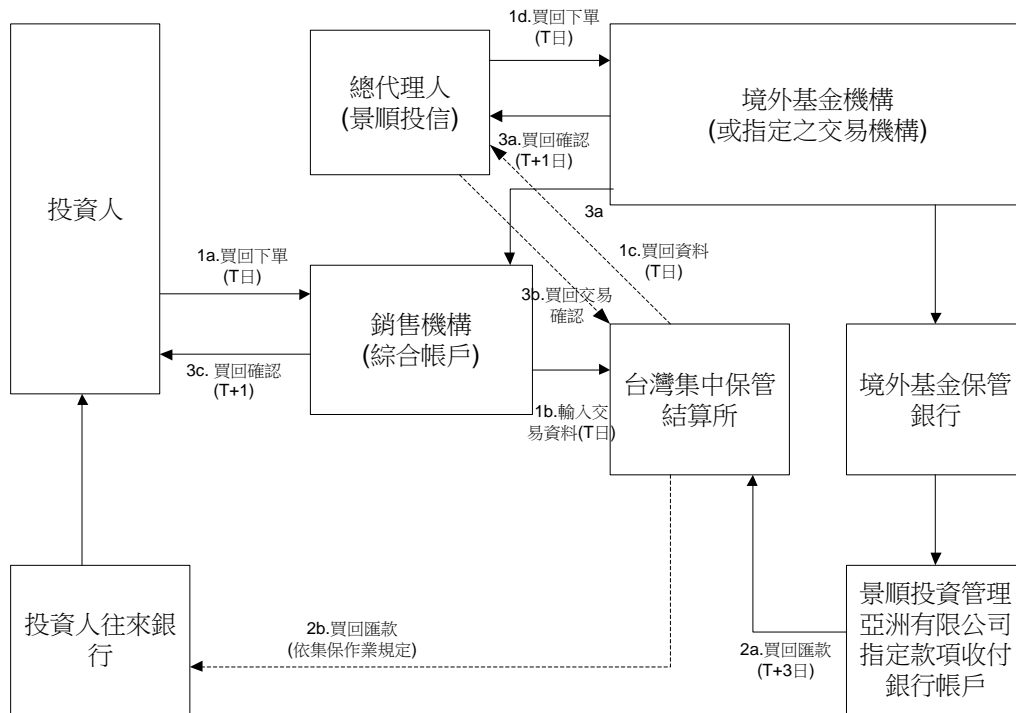 1d.買回下單
(T日)
總代理人
(景順投信)
境外基金機構
(或指定之交易機構)
3a.買回確認
(T+1日)
投資人
3a
1a.買回下單
(T日)
1c.買回資料
(T日)
銷售機構
(綜合帳戶)
3b.買回交易
確認
3c. 買回確認
(T+1)
台灣集中保管
結算所
境外基金保管
銀行
1b.輸入交
易資料(T日)
投資人往來銀
行
2b.買回匯款
(依集保作業規定)
2a.買回匯款
(T+3日)
景順投資管理
亞洲有限公司
指定款項收付
銀行帳戶